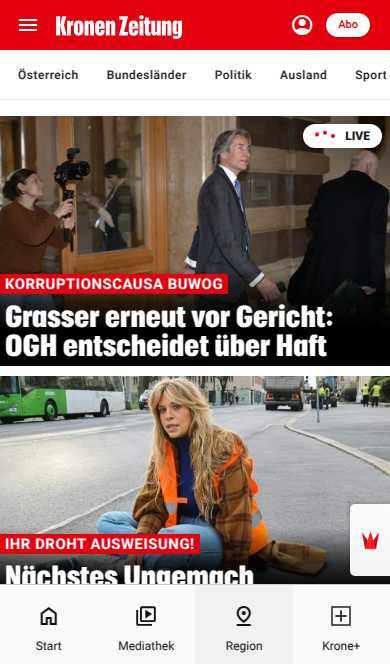 Kronen Zeitung
Abo
Österreich Bundesländer Politik Ausland Sport
LIVE
KORRUPTIONSCAUSA BUWOG
Grasser erneut vor Gericht:
OGH entscheidet über Haft
IHR DROHT AUSWEISUNG!
Nächstes Ungemach
Start Mediathek Region Krone+